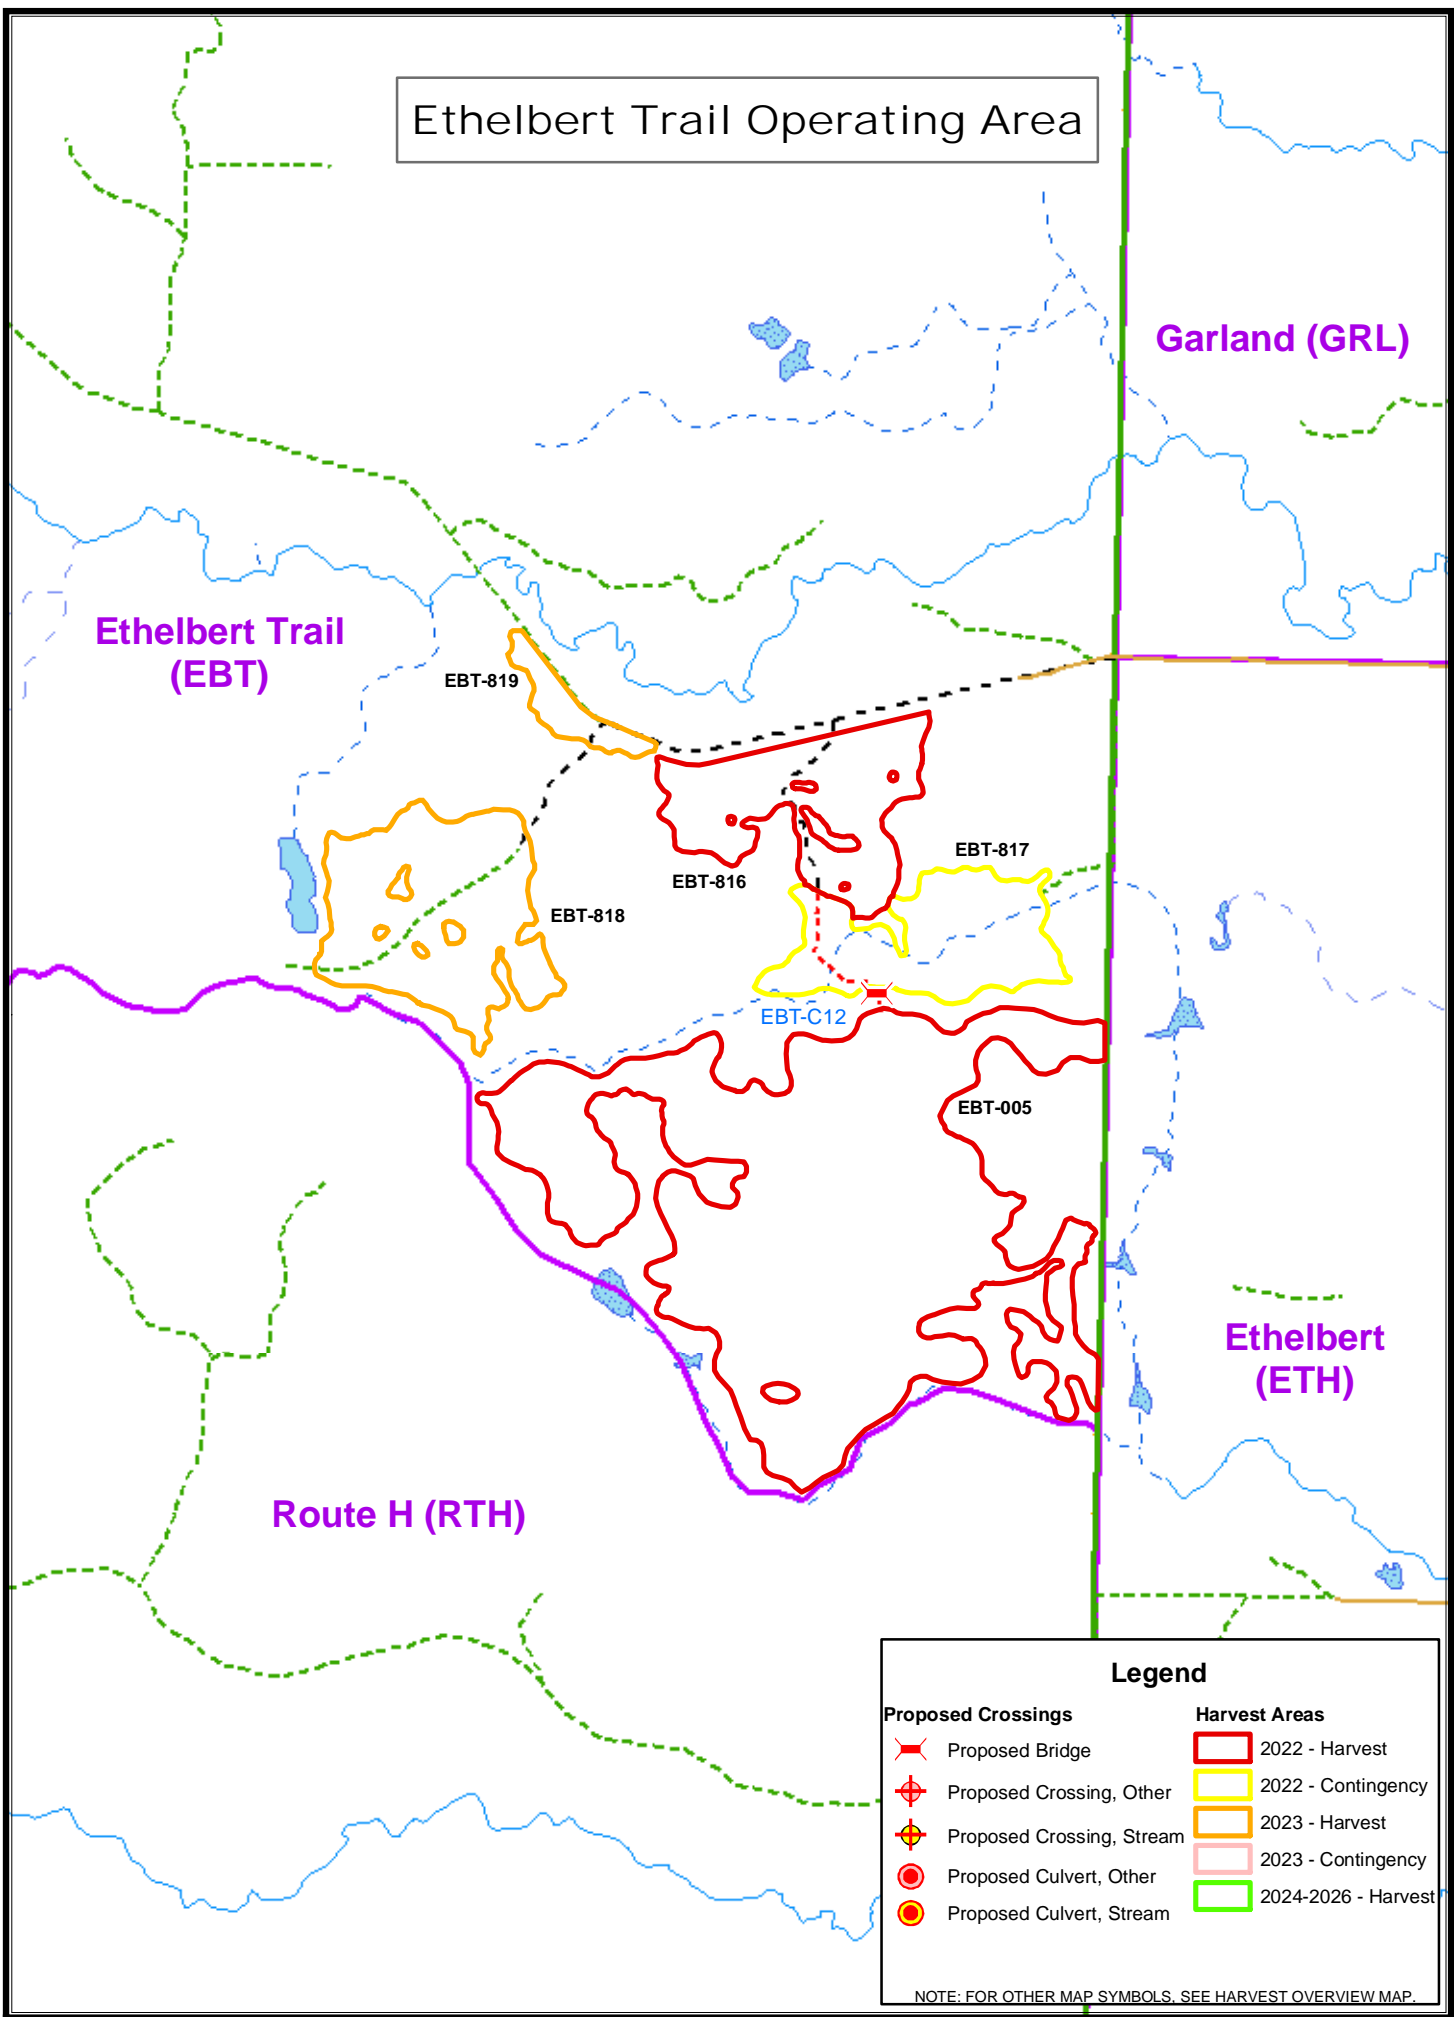 Ethelbert Trail Operating Area
Garland (GRL)
Ethelbert Trail
(EBT)
EBT-819
EBT-817
EBT-816
EBT-818
EBT-C12
EBT-005
Ethelbert
(ETH)
Route H (RTH)
Legend
Proposed Crossings
Proposed Bridge
Proposed Crossing, Other
Proposed Crossing, Stream
Proposed Culvert, Other
Proposed Culvert, Stream
Harvest Areas
2022 - Harvest
2022 - Contingency
2023 - Harvest
2023 - Contingency
2024-2026 - Harvest
NOTE: FOR OTHER MAP SYMBOLS, SEE HARVEST OVERVIEW MAP.